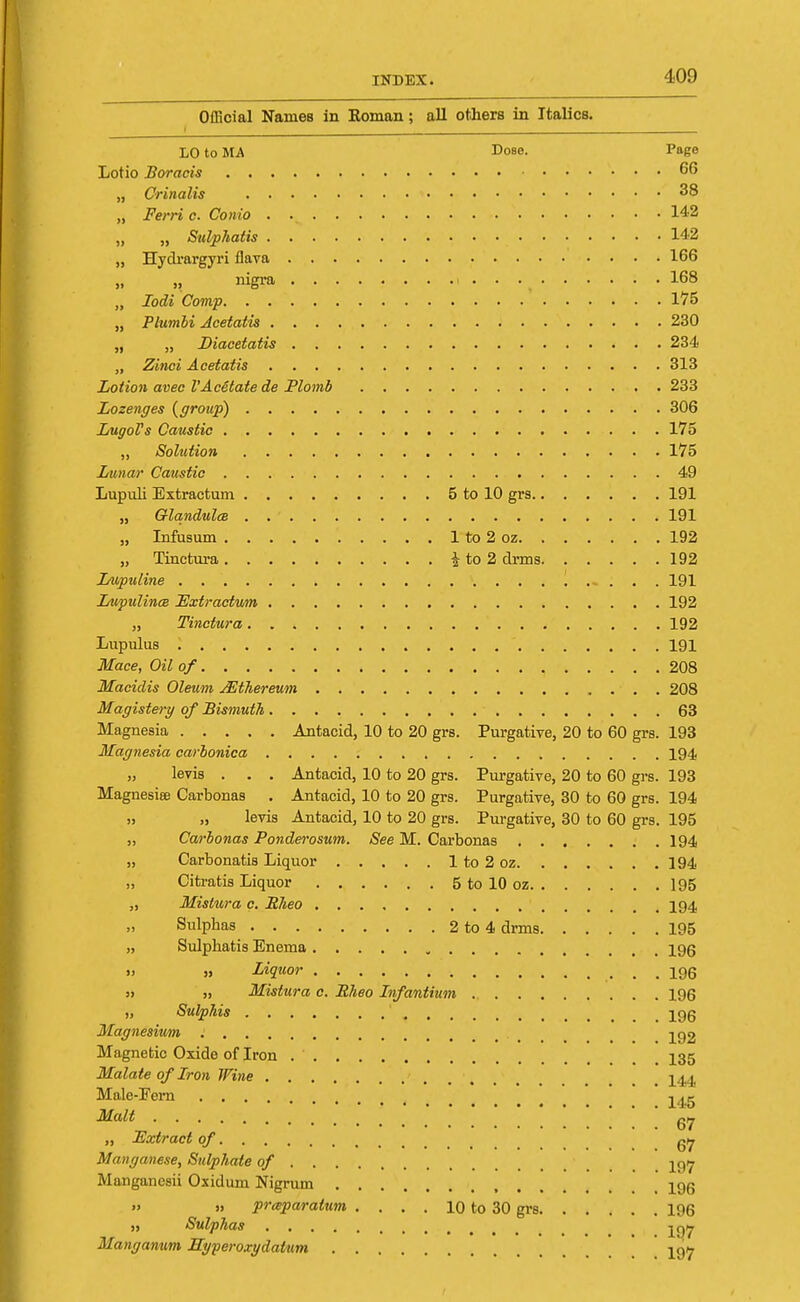 INDEX. 409
Official Names in Roman; all others in Italics.
LO to MA Dose. Page
Lotio Boracis . . . . . . . . . . 66
„ Crinalis . . . . . . . . . . 38
„ Ferri c. Conio . . . . . . . . . . 142
„ „ Sulphatis . . . . . . . . . . 142
„ Hydrargyri flava . . . . . . . . . . 166
„ „ nigra . . . . . . . . . . 168
„ Iodi Comp. . . . . . . . . . . 175
„ Plumbi Acetatis . . . . . . . . . . 230
„ „ Diacetatis . . . . . . . . . . 234
„ Zinci Acetatis . . . . . . . . . . 313
Lotion avec l'Acétate de Plomb . . . . . . . . . . 233
Lozenges (group) . . . . . . . . . . 306
Lugol's Caustic . . . . . . . . . . 175
„ Solution . . . . . . . . . . 175
Lunar Caustic . . . . . . . . . . 49
Lupuli Extractum . . . . . 5 to 10 grs. . . . . . 191
„ Glandulæ . . . . . . . . . . 191
„ Infusum . . . . . 1 to 2 oz. . . . . . 192
„ Tinctura . . . . . ½ to 2 drms. . . . . . 192
Lupuline . . . . . . . . . . 191
Lupulinæ Extractum . . . . . . . . . . 192
„ Tinctura . . . . . . . . . . 192
Lupulus . . . . . . . . . . 191
Mace, Oil of . . . . . . . . . . 208
Macidis Oleum Æthereum . . . . . . . . . . 208
Magistery of Bismuth . . . . . . . . . . 63
Magnesia . . . . . Antacid, 10 to 20 grs. Purgative, 20 to 60 grs. 193
Magnesia carbonica . . . . . . . . . . 194
„ levis . . . Antacid, 10 to 20 grs. Purgative, 20 to 60 grs. 193
Magnesiæ Carbonas . Antacid, 10 to 20 grs. Purgative, 30 to 60 grs. 194
„ „ levis Antacid, 10 to 20 grs. Purgative, 30 to 60 grs. 195
„ Carbonas Ponderosum. See M. Carbonas . . . . . . . 194
„ Carbonatis Liquor . . . . . 1 to 2 oz. . . . . . 194
„ Citratis Liquor . . . . . . 5 to 10 oz. . . . . . 195
„ Mistura c. Rheo . . . . . . . . . . 194
„ Sulphas . . . . . 2 to 4 drms. . . . . . 195
„ Sulphatis Enema . . . . . . . . . . 196
„ „ Liquor . . . . . . . . . . 196
„ „ Mistura c. Rheo Infantium . . . . . . . . . . 196
„ Sulphis . . . . . . . . . . 196
Magnesium . . . . . . . . . . 192
Magnetic Oxide of Iron . . . . . . . . . . 135
Malate of Iron Wine . . . . . . . . . . 144
Male-Fern . . . . . . . . . . 145
Malt . . . . . . . . . . 67
„ Extract of . . . . . . . . . . 67
Manganese, Sulphate of . . . . . . . . . . 197
Manganesii Oxidum Nigrum . . . . . . . . . . 196
„ „ præparatum . . . . 10 to 30 grs. . . . . . 196
„ Sulphas . . . . . . . . . . 197
Manganum Hyperoxydatum . . . . . . . . . . 197